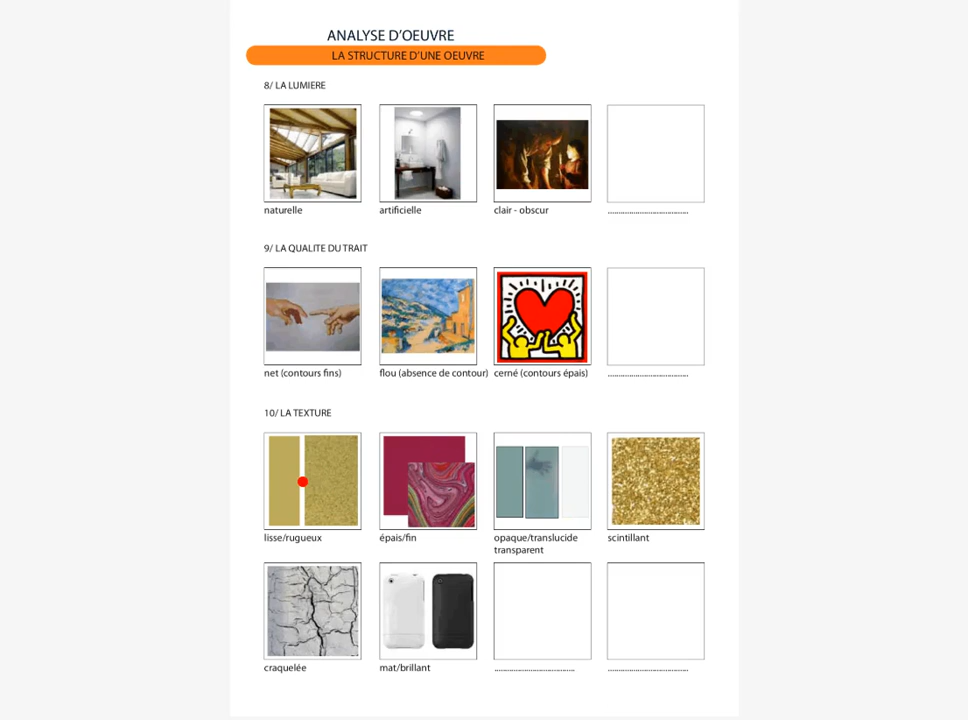 ANALYSE D'OEUVRE
LA STRUCTURE D'UNE OEUVRE
8/ LA LUMIERE
naturelle
artificielle
clair - obscur
................................
9/ LA QUALITE DU TRAIT
net (contours fins)
flou (absence de contour)
cerné (contours épais)
................................
10/ LA TEXTURE
lisse/rugueux
épais/fin
opaque/translucide
transparent
scintillant
craquelée
mat/brillant
................................
................................